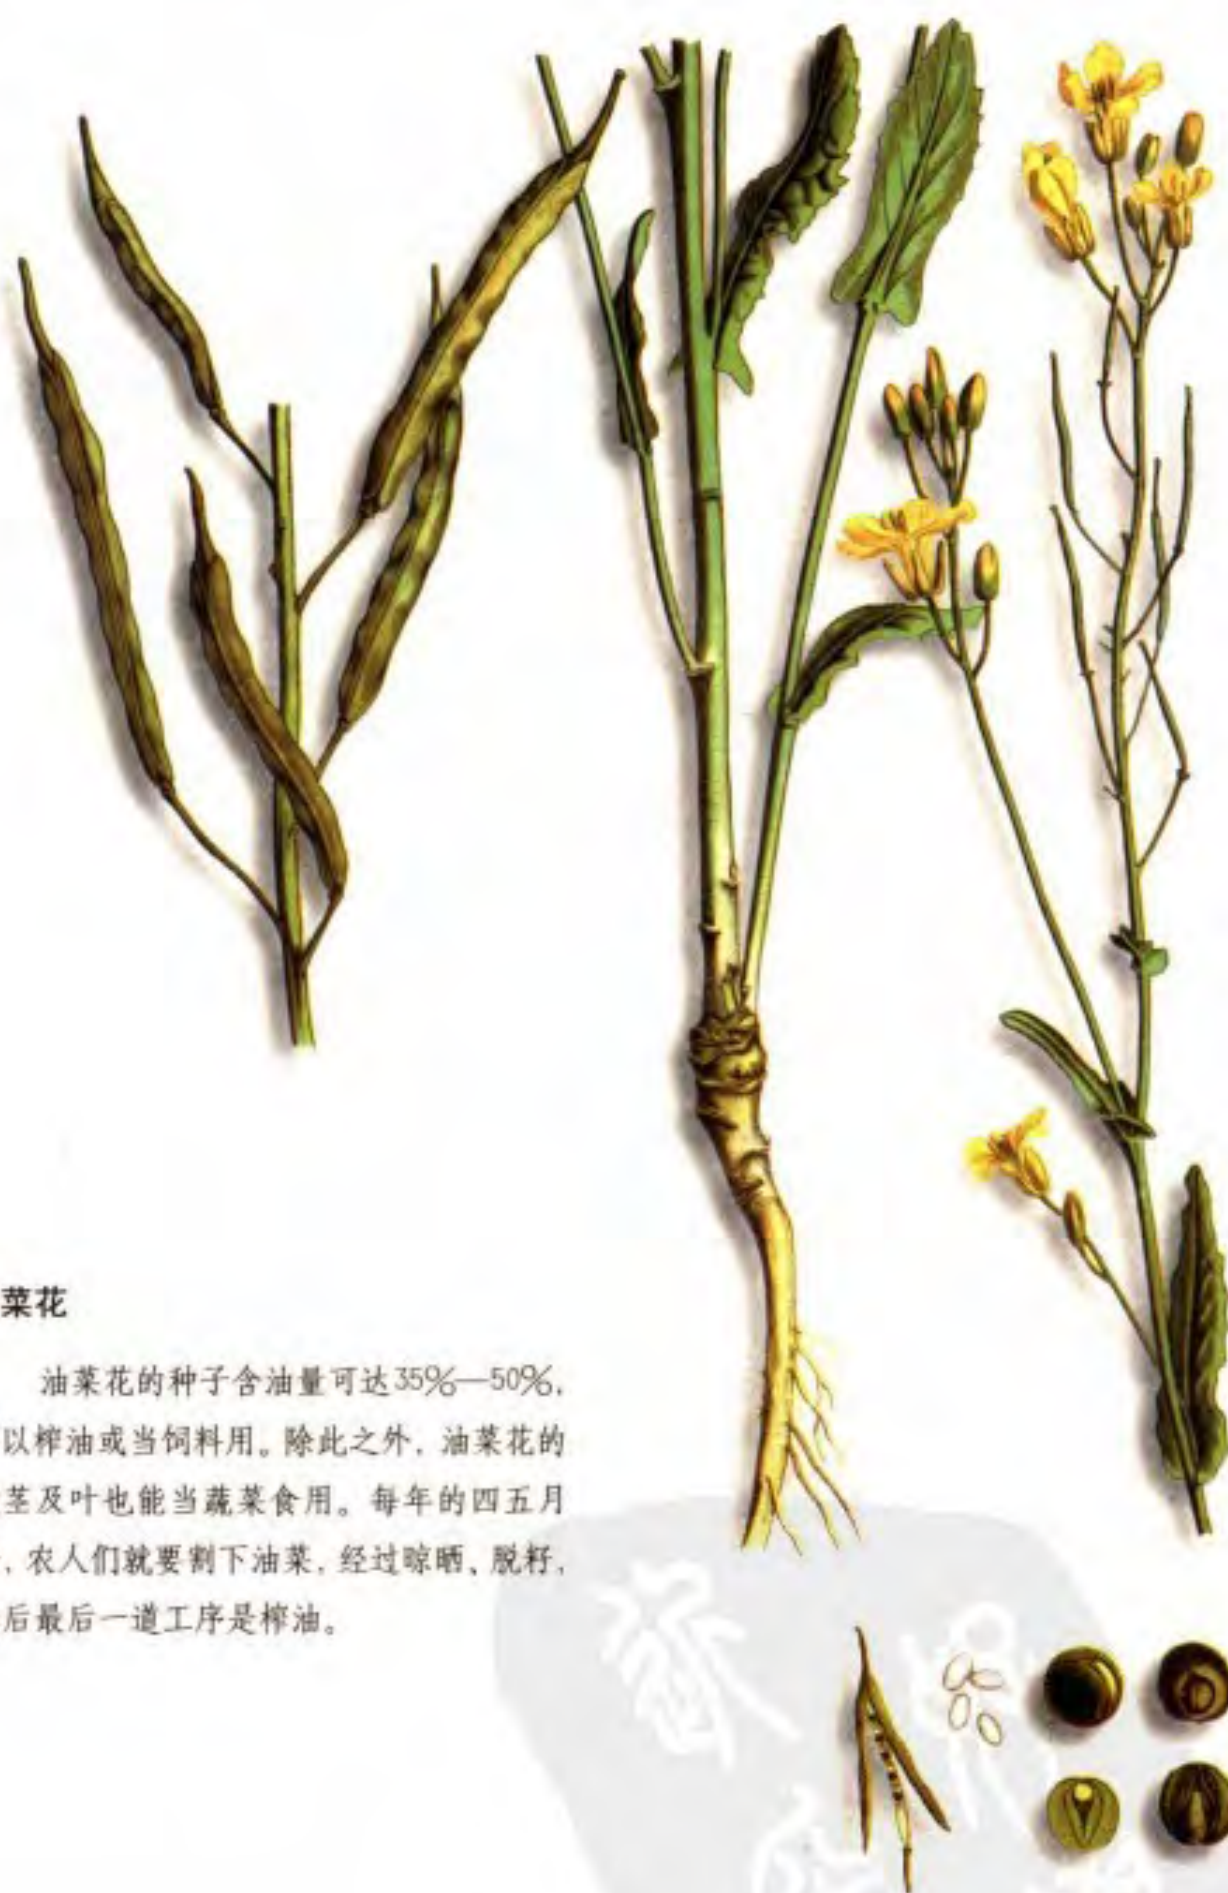 菜花
油菜花的种子含油量可达35%—50%，
以榨油或当饲料用。除此之外，油菜花的
茎及叶也能当蔬菜食用。每年的四五月
，农人们就要割下油菜，经过晾晒、脱籽，
后最后一道工序是榨油。